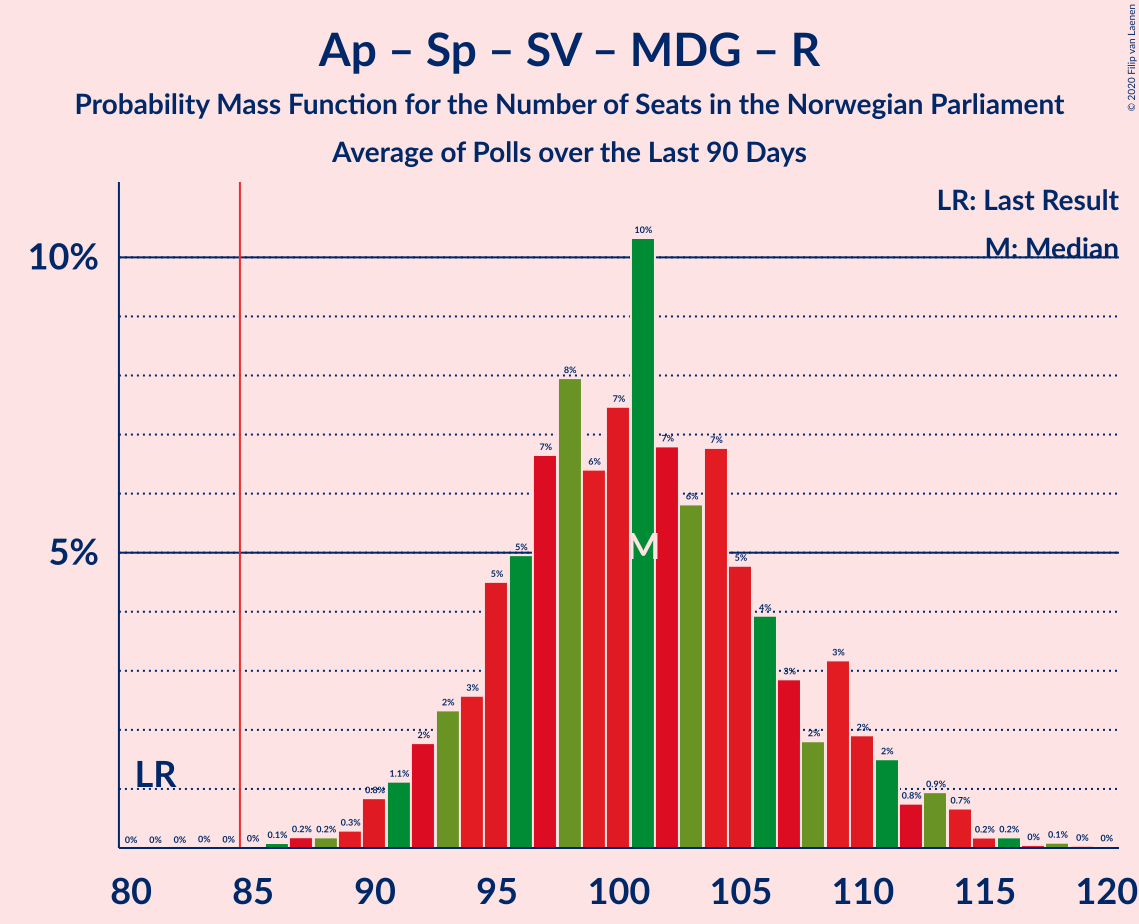 Ap – Sp – SV – MDG – R
Probability Mass Function for the Number of Seats in the Norwegian Parliament
Average of Polls over the Last 90 Days
© 2020 Filip van Laenen
LR: Last Result
M: Median
10%
5%
LR
M
0% 0% 0% 0% 0% 0% 0.1% 0.2% 0.2% 0.3% 0.8% 1.1% 2% 2% 3% 5% 5% 7% 8% 6% 7% 10% 7% 6% 7% 5% 4% 3% 2% 3% 2% 2% 0.8% 0.9% 0.7% 0.2% 0.2% 0% 0.1% 0% 0%
80 85 90 95 100 105 110 115 120